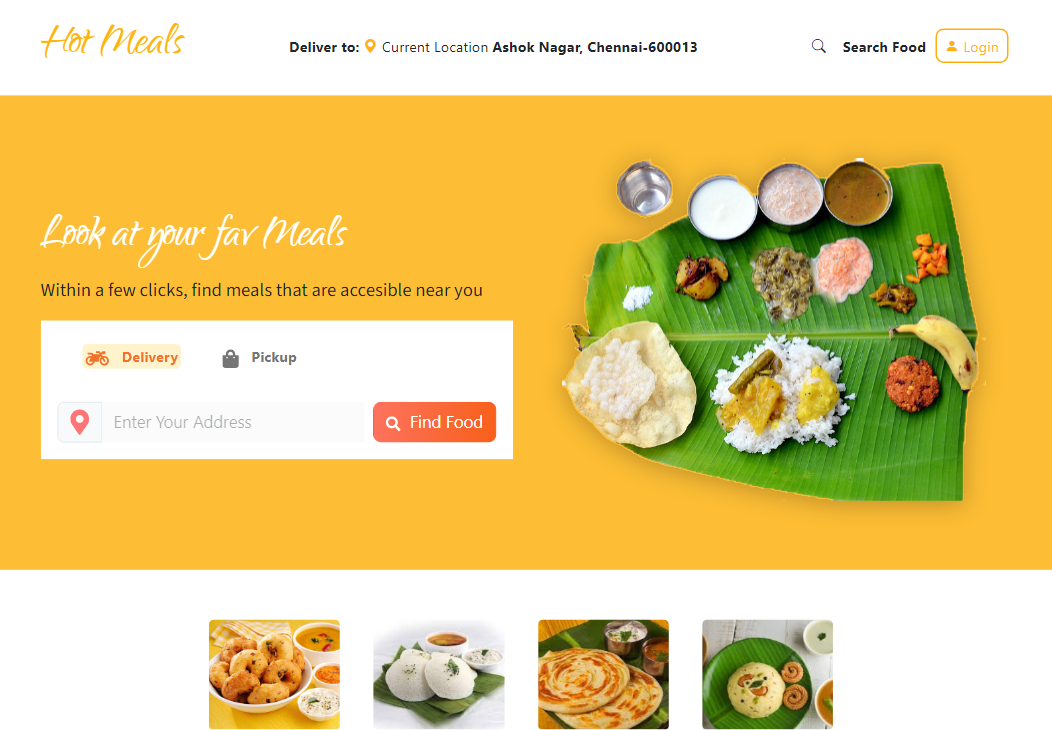 Hot Meals
Deliver to: Current Location Ashok Nagar, Chennai-600013
Search Food
Login
Look at your fav Meals
Within a few clicks, find meals that are accesible near you
Delivery
Pickup
Enter Your Address
Find Food